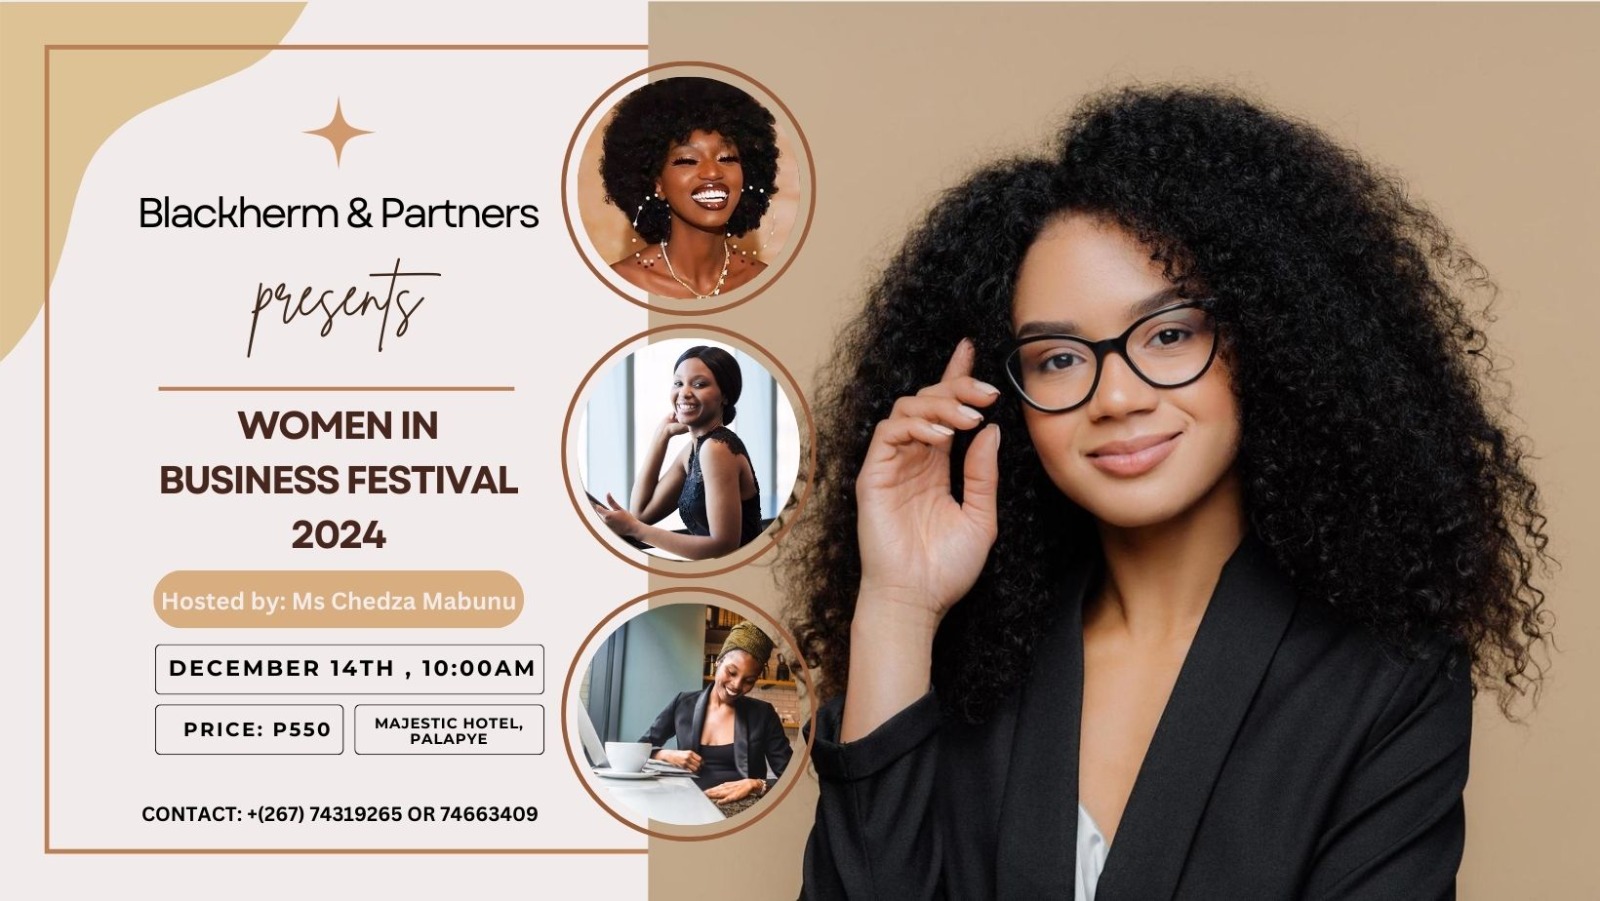 Blackherm & Partners
presents
WOMEN IN
BUSINESS FESTIVAL
2024
Hosted by: Ms Chedza Mabunu
DECEMBER 14TH , 10:00AM
PRICE: P550
MAJESTIC HOTEL,
PALAPYE
CONTACT: +(267) 74319265 OR 74663409